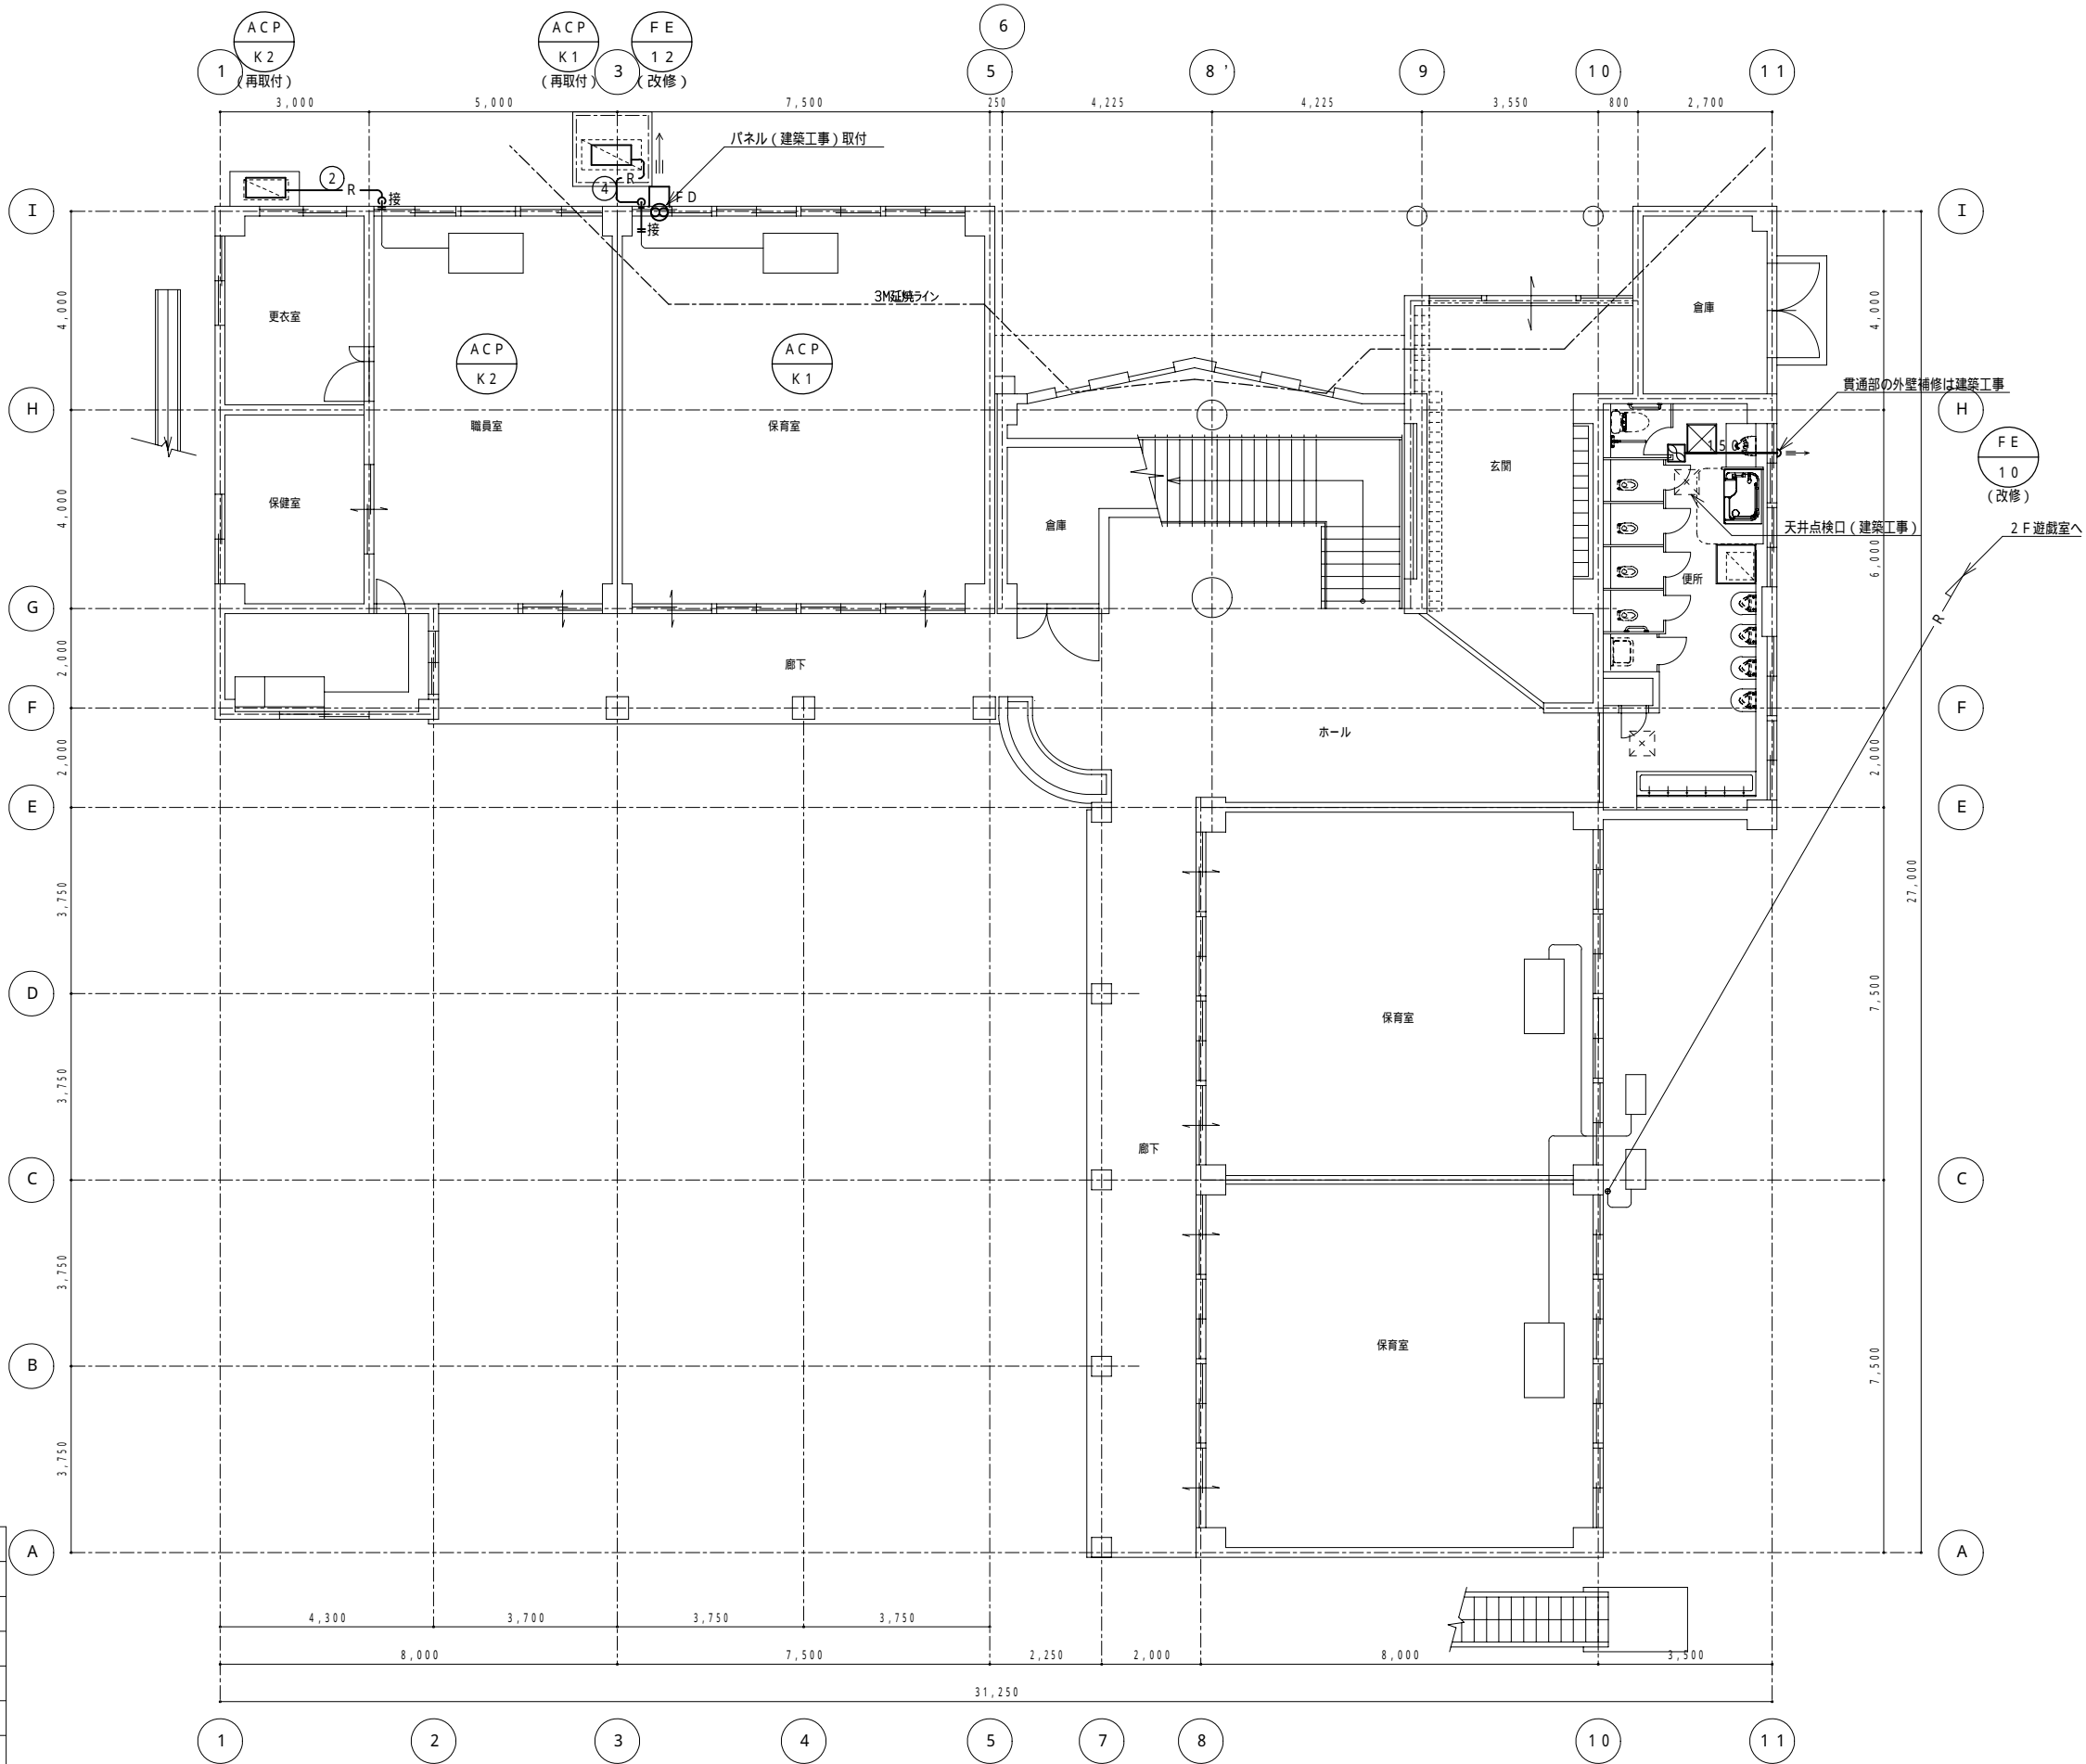 6
ACP
K2
(再取付)
ACP
K1
(再取付)
FE
12
(改修)
1
3
5
8'
9
10
11
3,000
5,000
7,500
250
4,225
4,225
3,550
800
2,700
パネル(建築工事)取付
2
R
接
4
R
FD
接
I
I
3M延焼ライン
4,000
更衣室
倉庫
4,000
ACP
K2
ACP
K1
貫通部の外壁補修は建築工事
H
職員室
保育室
H
FE
10
(改修)
150
玄関
4,000
保健室
倉庫
天井点検口(建築工事)
2F遊戯室へ
6,000
便所
G
R
2,000
廊下
F
F
ホール
2,000
2,000
E
E
3,750
27,000
D
保育室
7,500
3,750
廊下
C
C
3,750
保育室
7,500
B
3,750
A
A
4,300
3,700
3,750
3,750
8,000
7,500
2,250
2,000
8,000
3,500
31,250
1
2
3
4
5
7
8
10
11